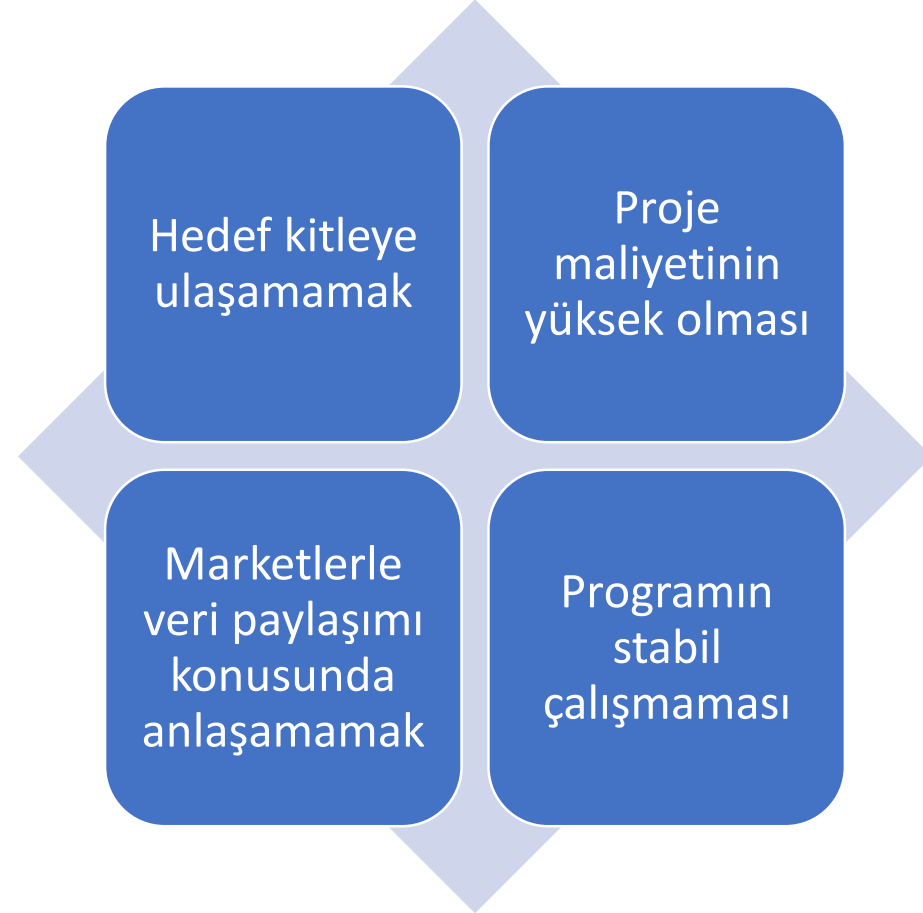 Hedef kitleye
ulaşamamak
Proje
maliyetinin
yüksek olması
Marketlerle
veri paylaşımı
konusunda
anlaşamamak
Programın
stabil
çalışmaması